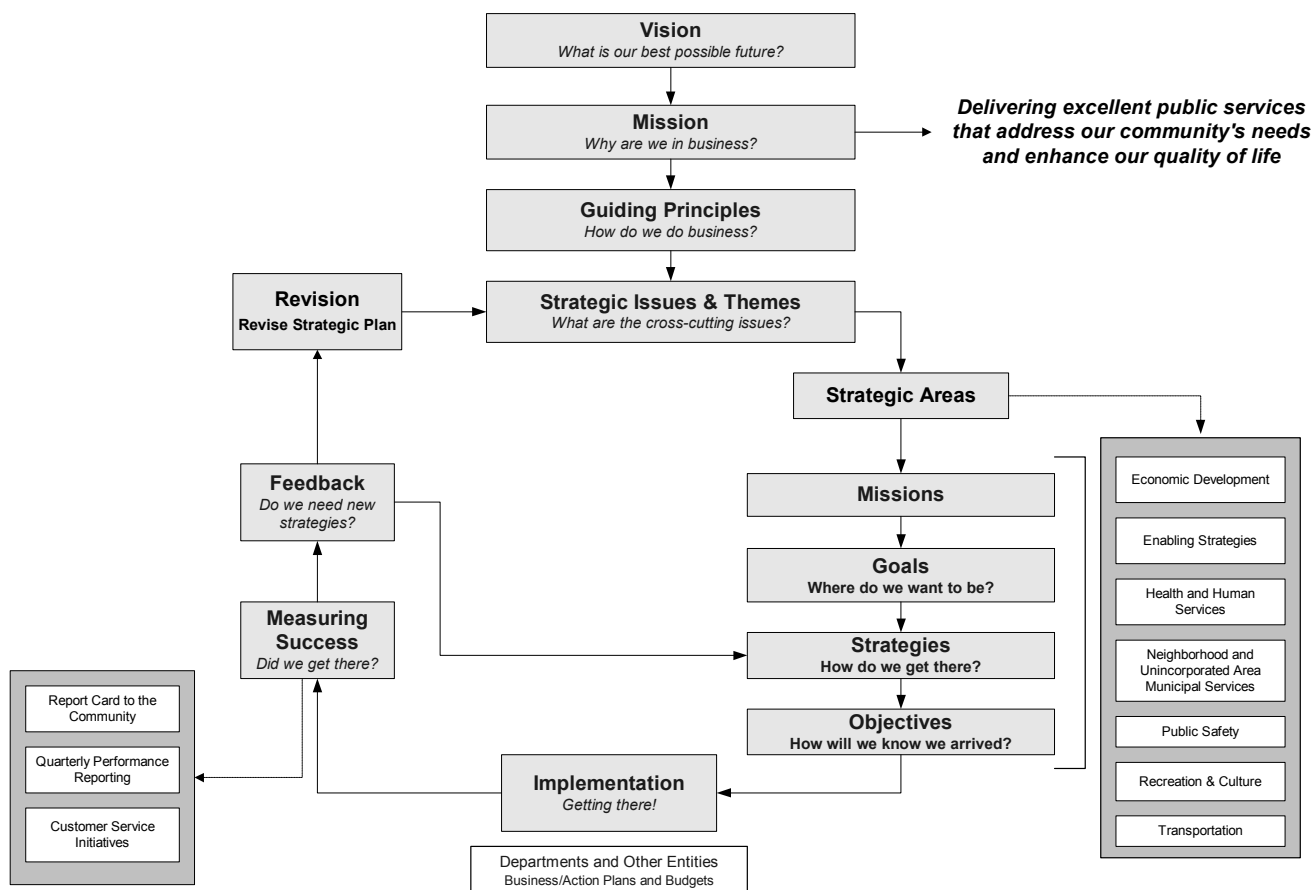 Vision
What is our best possible future?
Mission
Why are we in business?
Delivering excellent public services
that address our community's needs
and enhance our quality of life
Guiding Principles
How do we do business?
Revision
Revise Strategic Plan
Strategic Issues & Themes
What are the cross-cutting issues?
Strategic Areas
Feedback
Do we need new
strategies?
Missions
Goals
Where do we want to be?
Measuring
Success
Did we get there?
Strategies
How do we get there?
Objectives
How will we know we arrived?
Implementation
Getting there!
Departments and Other Entities
Business/Action Plans and Budgets
Report Card to the
Community
Quarterly Performance
Reporting
Customer Service
Initiatives
Economic Development
Enabling Strategies
Health and Human
Services
Neighborhood and
Unincorporated Area
Municipal Services
Public Safety
Recreation & Culture
Transportation